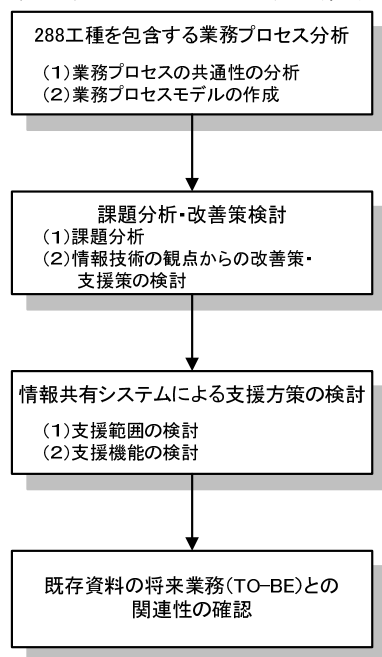 288工種を包含する業務プロセス分析
(1)業務プロセスの共通性の分析
(2)業務プロセスモデルの作成
課題分析・改善策検討
(1)課題分析
(2)情報技術の観点からの改善策・
支援策の検討
情報共有システムによる支援方策の検討
(1)支援範囲の検討
(2)支援機能の検討
既存資料の将来業務(TO-BE)との
関連性の確認